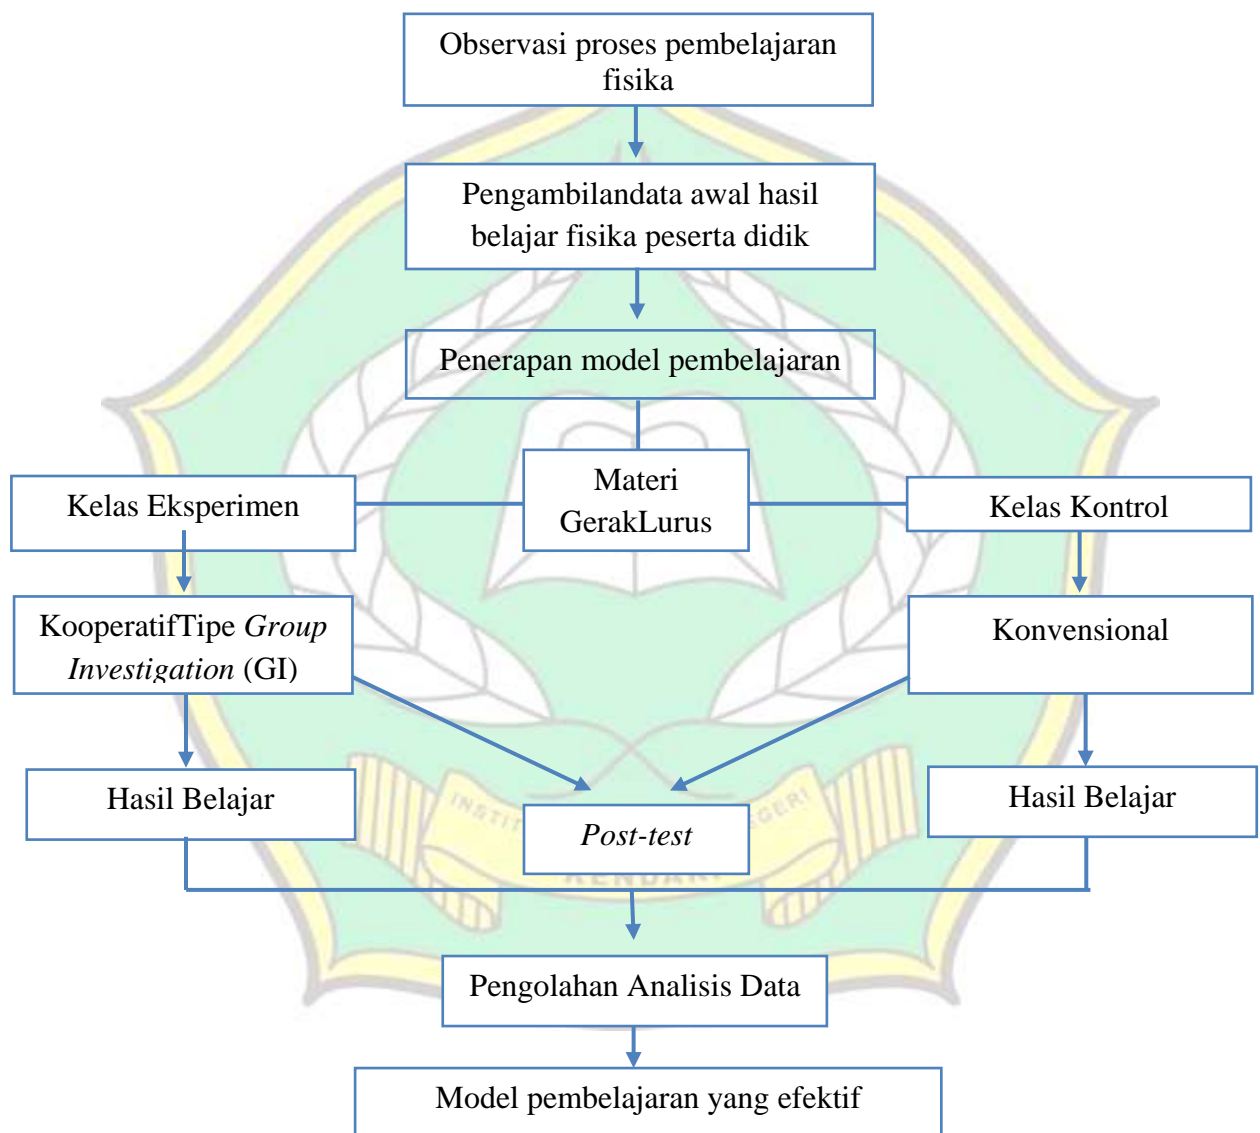 Observasi proses pembelajaran
fisika
Pengambilandata awal hasil
belajar fisika peserta didik
Penerapan model pembelajaran
Materi
GerakLurus
Kelas Eksperimen
Kelas Kontrol
KooperatifTipe Group
Investigation (GI)
Konvensional
Hasil Belajar
Hasil Belajar
Post-test
KENDARI
Pengolahan Analisis Data
Model pembelajaran yang efektif